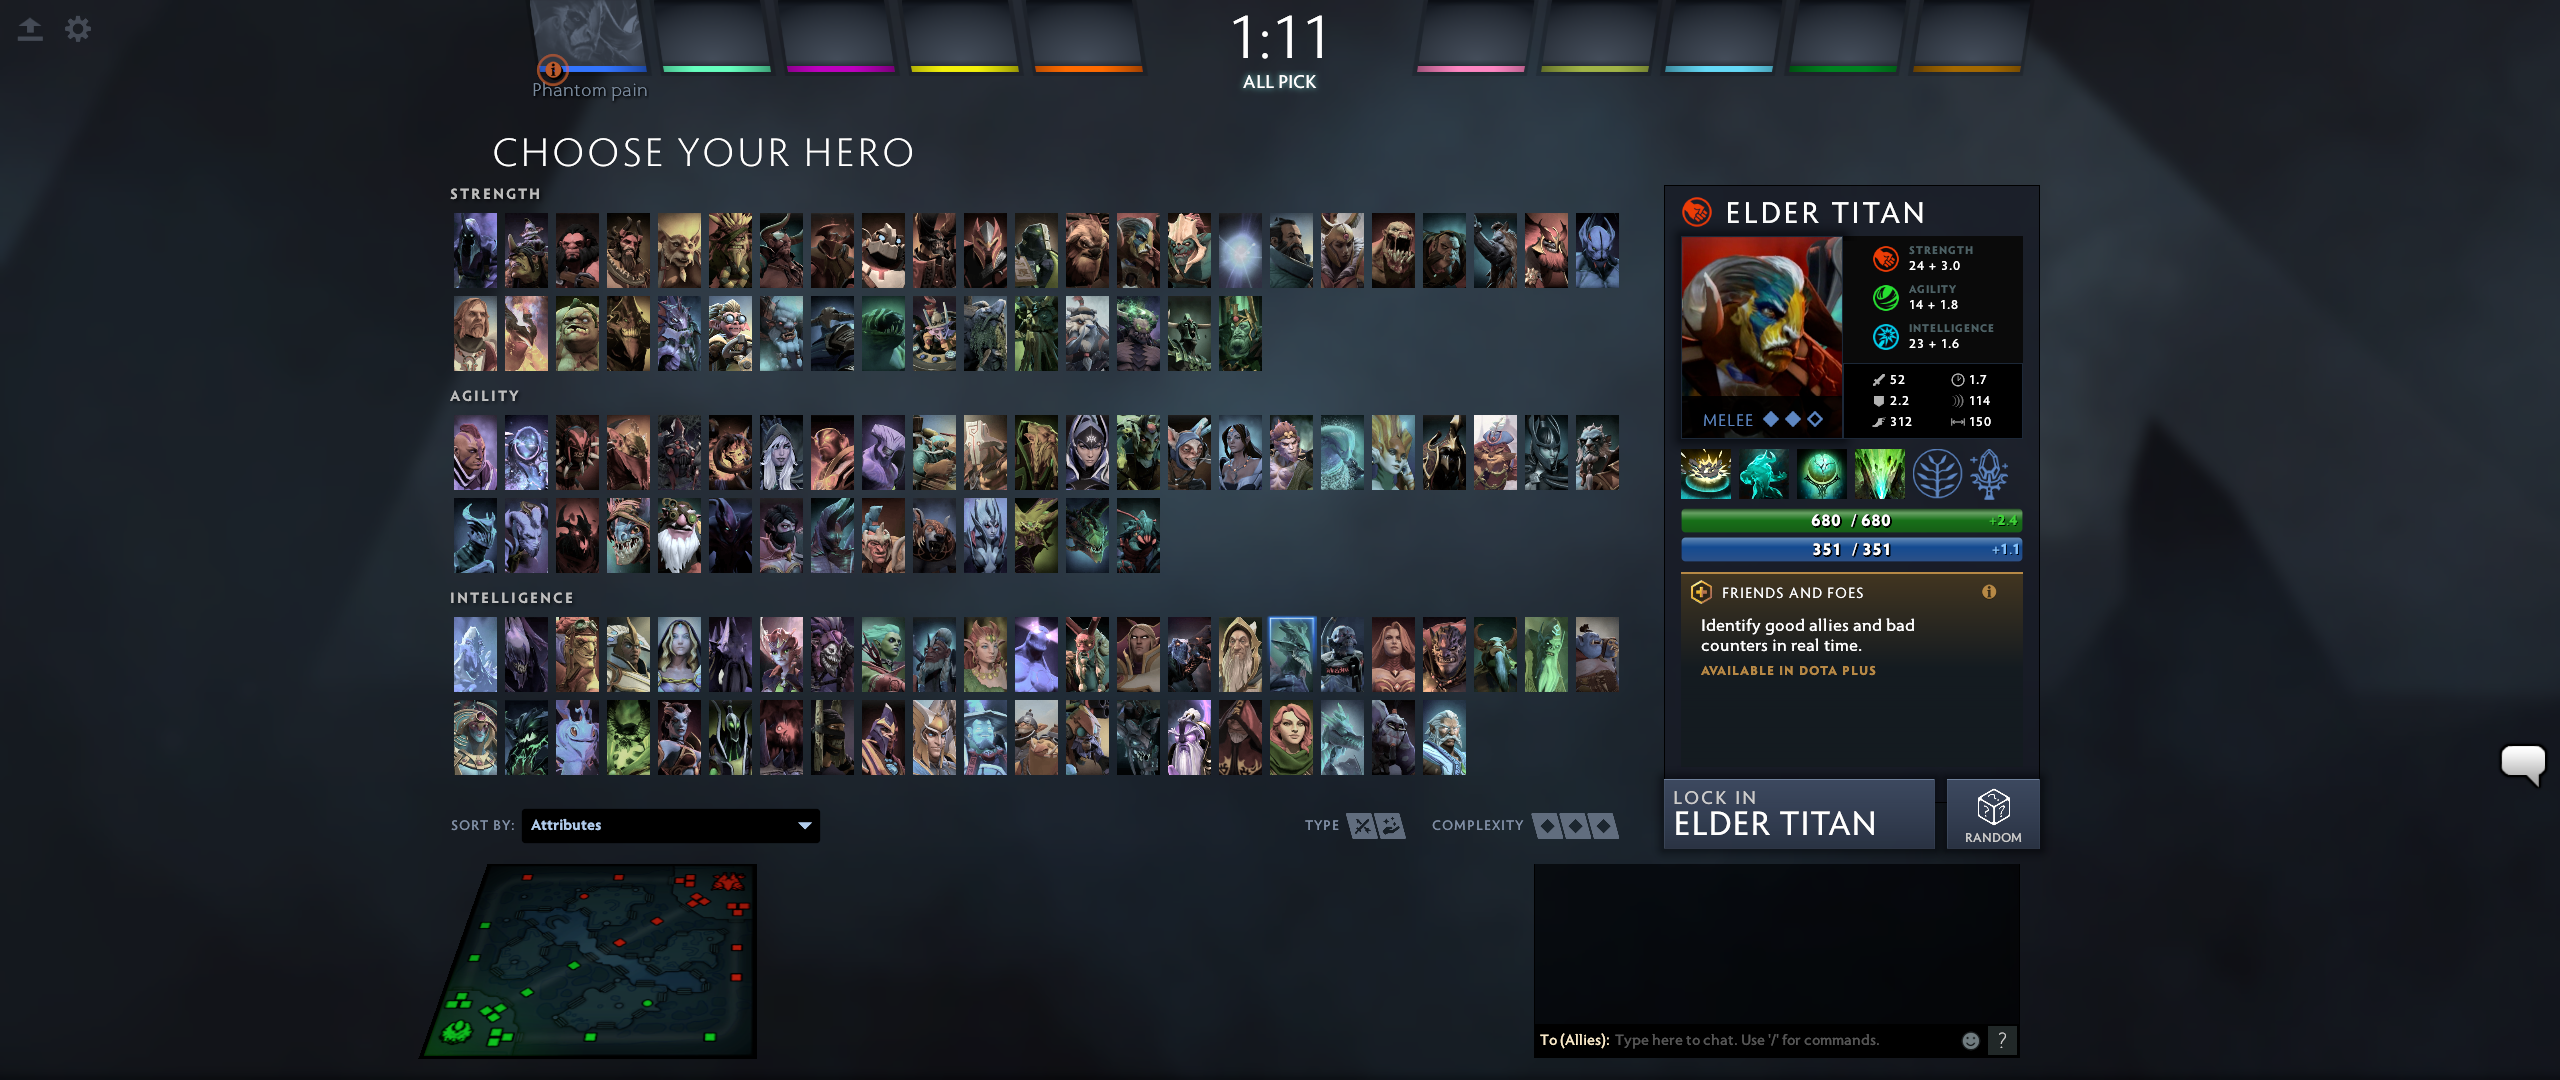 1:11
ALL PICK
Phantom pain
CHOOSE YOUR HERO
STRENGTH
AGILITY
INTELLIGENCE
SORT BY: Attributes
TYPE
COMPLEXITY
ELDER TITAN
STRENGTH
24 + 3.0
AGILITY
14 + 1.8
INTELLIGENCE
23 + 1.6
MELEE
52 1.7
2.2 114
312 150
680 / 680 +2.4
351 / 351 +1.1
FRIENDS AND FOES
Identify good allies and bad
counters in real time.
AVAILABLE IN DOTA PLUS
LOCK IN
ELDER TITAN
RANDOM
To (Allies): Type here to chat. Use '/' for commands.
?